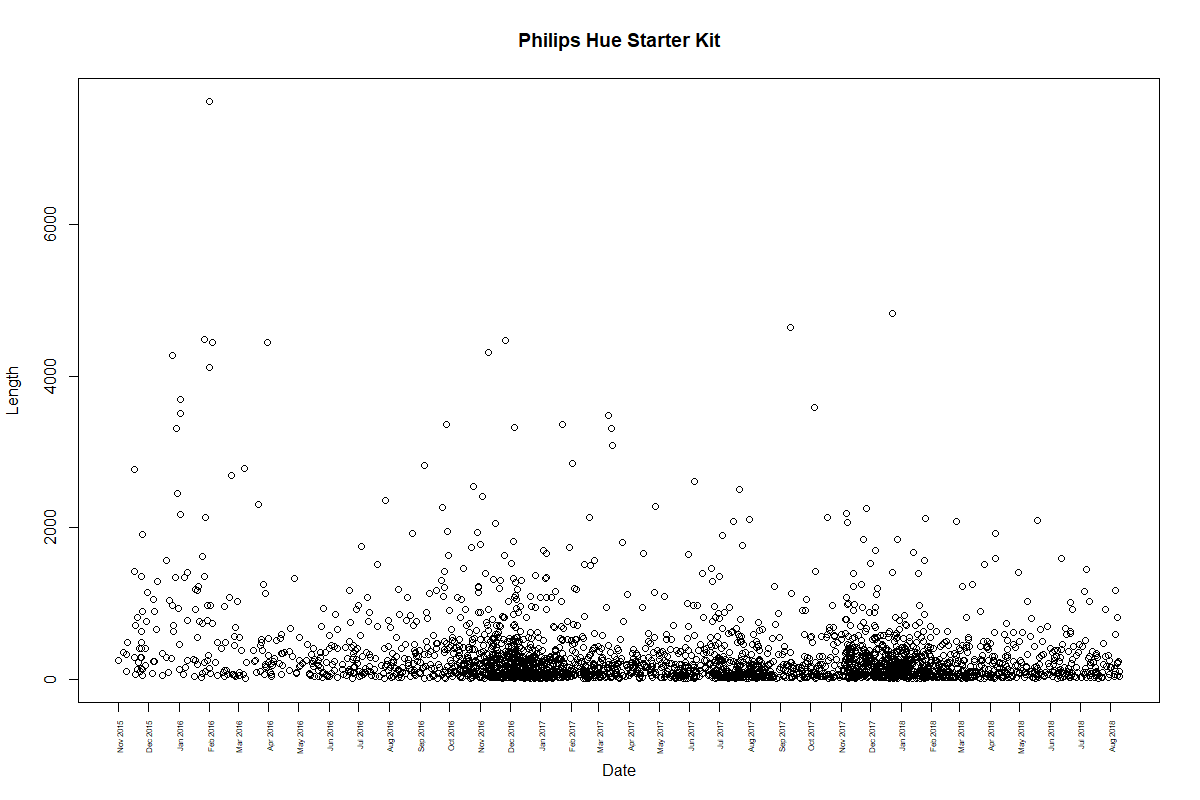 Philips Hue Starter Kit
Length
6000
4000
2000
0
Nov 2015
Dec 2015
Jan 2016
Feb 2016
Mar 2016
Apr 2016
May 2016
Jun 2016
Jul 2016
Aug 2016
Sep 2016
Oct 2016
Nov 2016
Dec 2016
Jan 2017
Feb 2017
Mar 2017
Apr 2017
May 2017
Jun 2017
Jul 2017
Aug 2017
Sep 2017
Oct 2017
Nov 2017
Dec 2017
Jan 2018
Feb 2018
Mar 2018
Apr 2018
May 2018
Jun 2018
Jul 2018
Aug 2018
Date